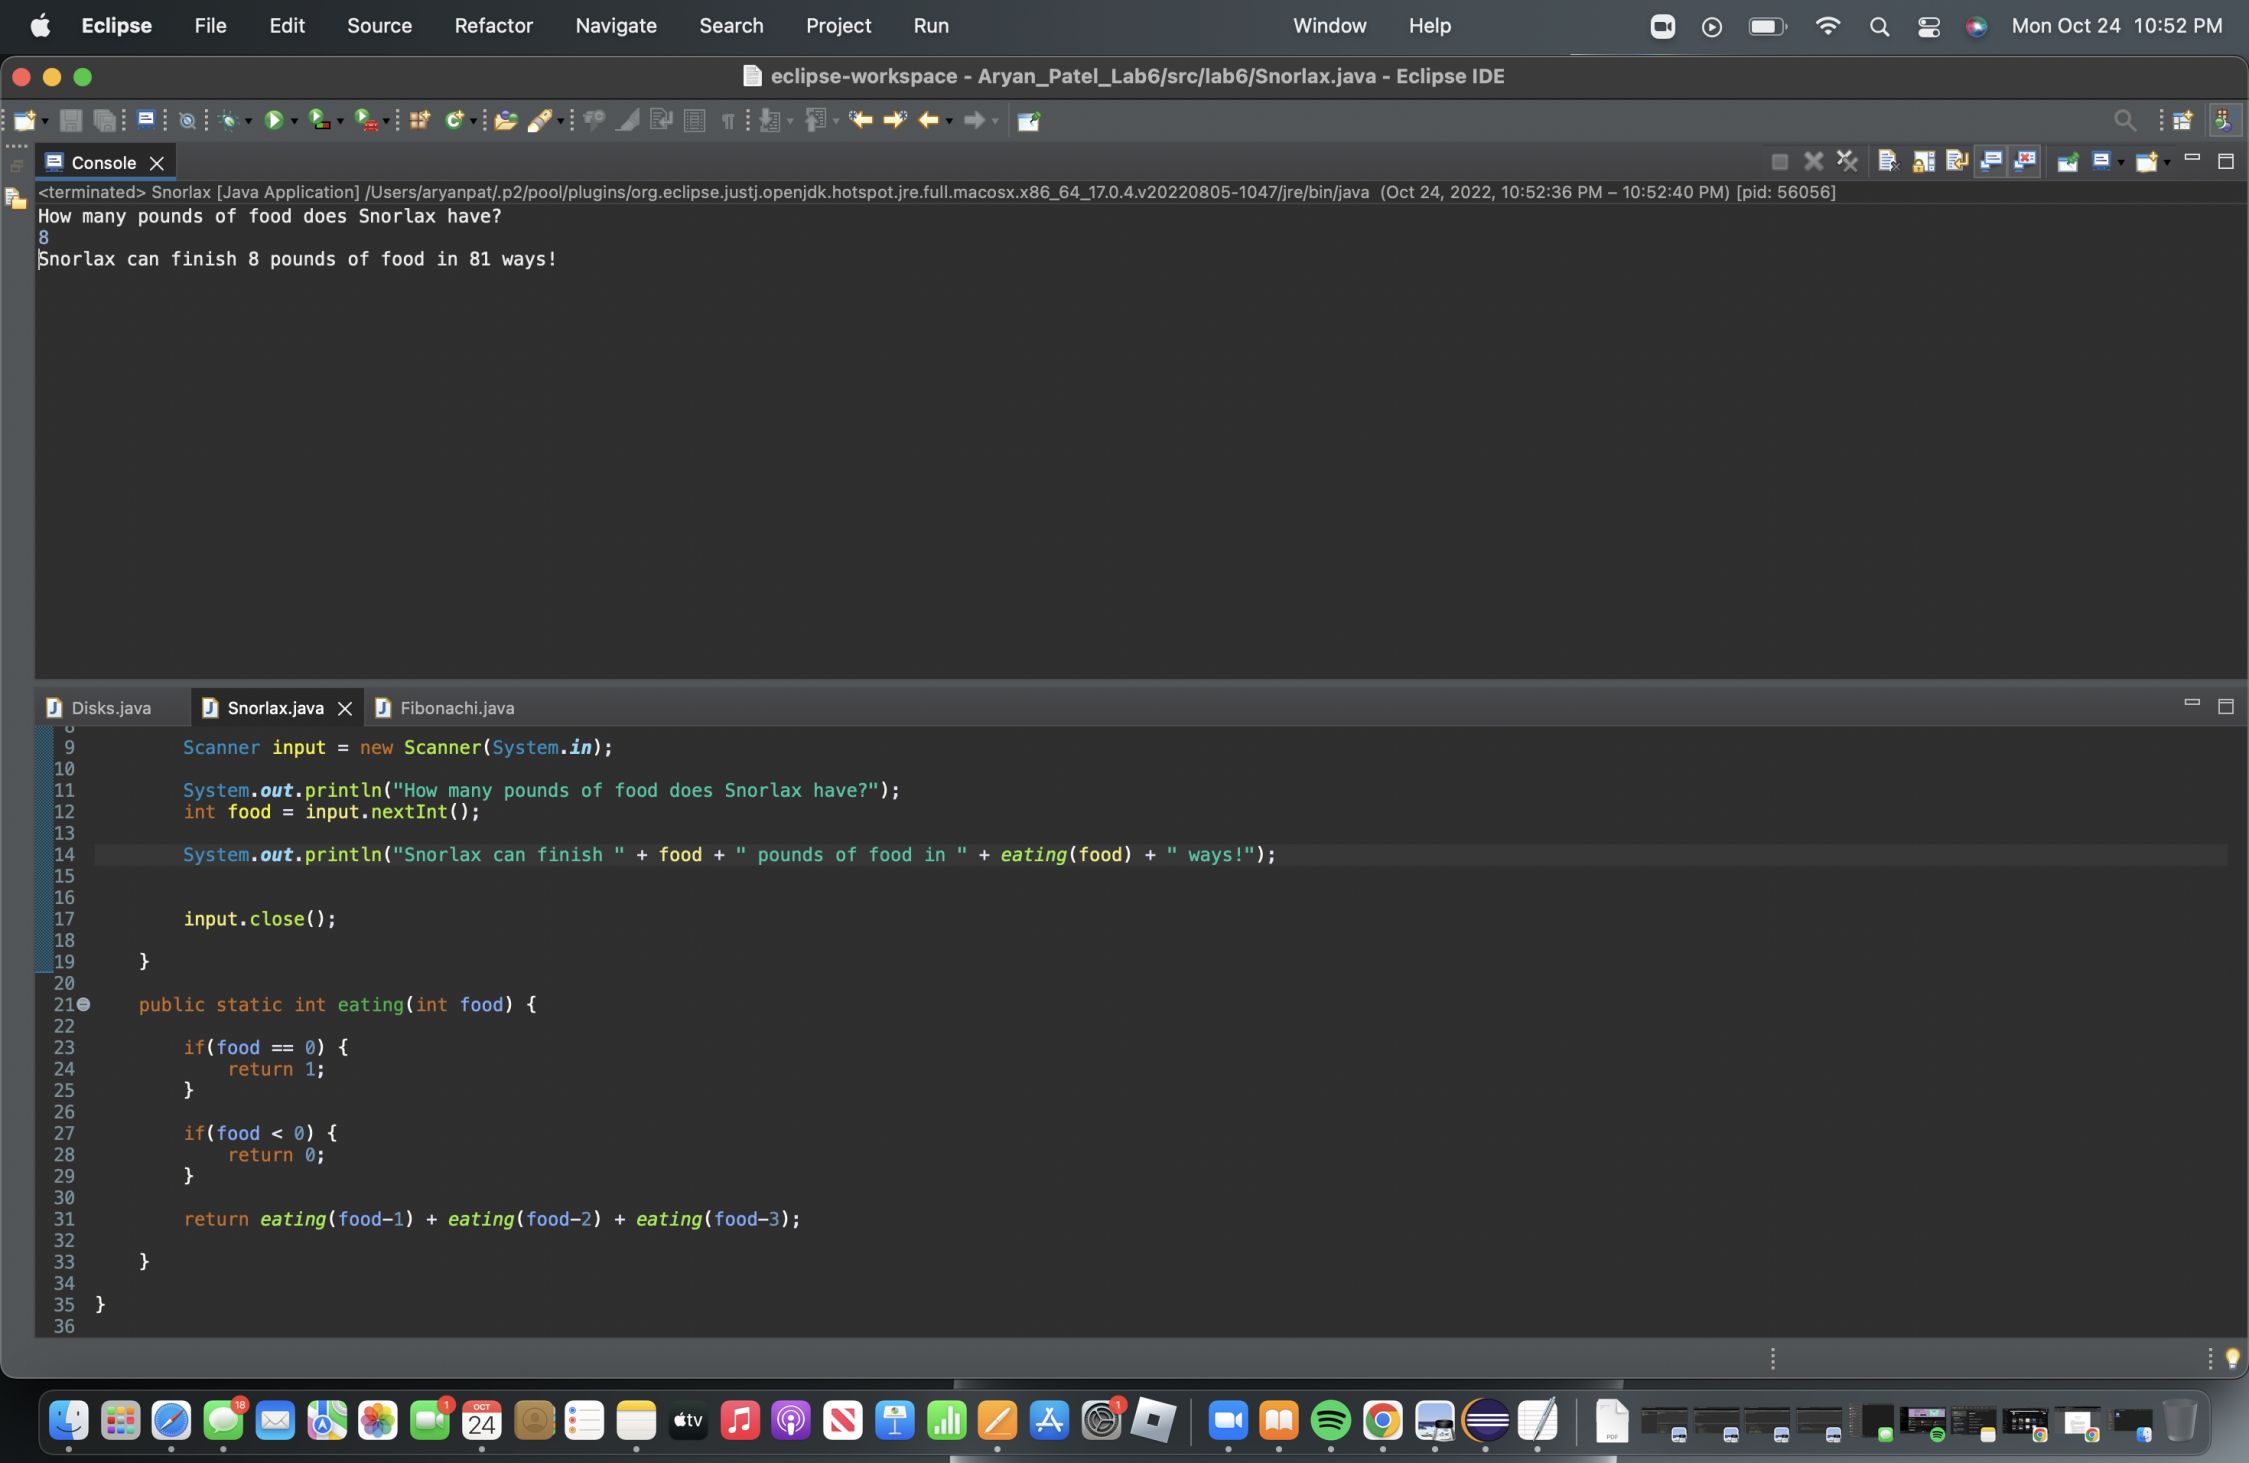 Eclipse File Edit Source Refactor Navigate Search Project Run Window Help Mon Oct 24 10:52 PM
eclipse-workspace - Aryan_Patel_Lab6/src/lab6/Snorlax.java - Eclipse IDE
Console
<terminated> Snorlax [Java Application] /Users/aryanpat/.p2/pool/plugins/org.eclipse.justj.openjdk.hotspot.jre.full.macosx.x86_64_17.0.4.v20220805-1047/jre/bin/java (Oct 24, 2022, 10:52:36 PM – 10:52:40 PM) [pid: 56056]
How many pounds of food does Snorlax have?
8
Snorlax can finish 8 pounds of food in 81 ways!
Disks.java Snorlax.java Fibonachi.java
8
9 Scanner input = new Scanner(System.in);
10
11 System.out.println("How many pounds of food does Snorlax have?");
12 int food = input.nextInt();
13
14 System.out.println("Snorlax can finish " + food + " pounds of food in " + eating(food) + " ways!");
15
16
17 input.close();
18
19 }
20
21 public static int eating(int food) {
22
23 if(food == 0) {
24 return 1;
25 }
26
27 if(food < 0) {
28 return 0;
29 }
30
31 return eating(food-1) + eating(food-2) + eating(food-3);
32
33 }
34
35 }
36
18 1 OCT 24 tv 1 PDF